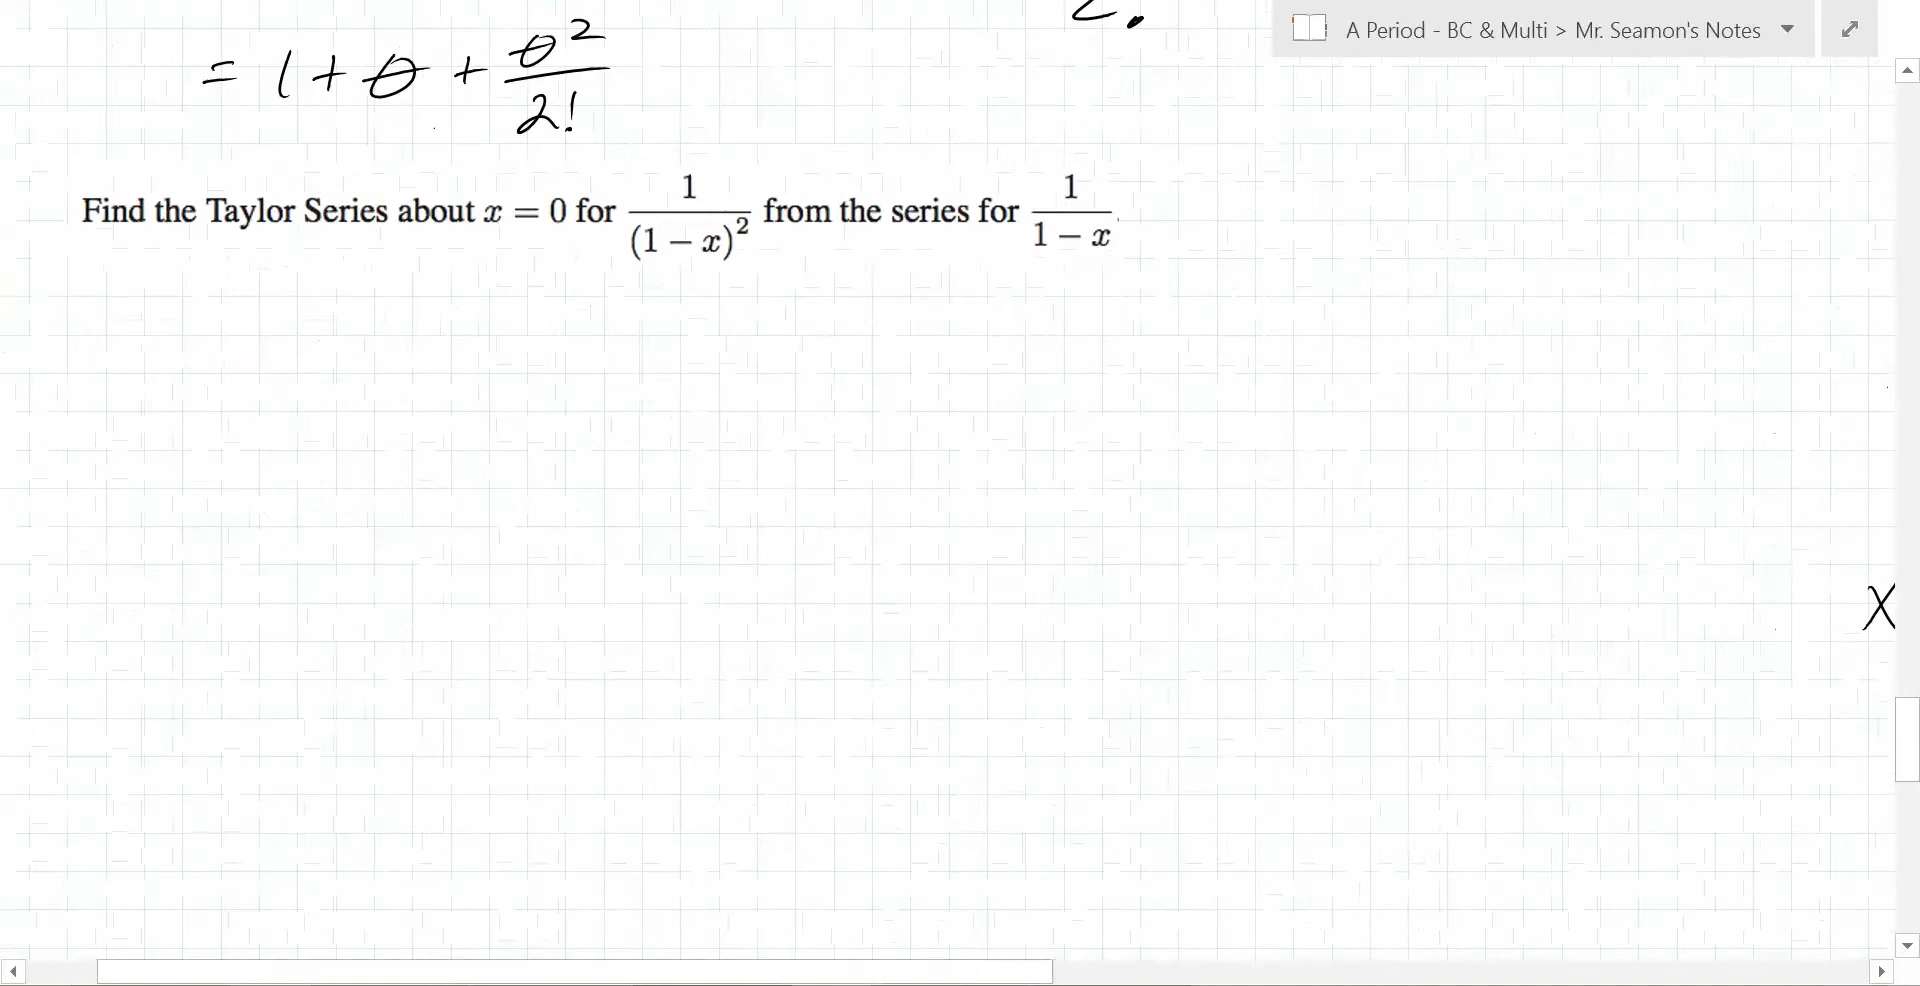 A Period - BC & Multi > Mr. Seamon's Notes
= 1 + θ + θ²/2!
Find the Taylor Series about x = 0 for 1/(1 − x)² from the series for 1/(1 − x)
X